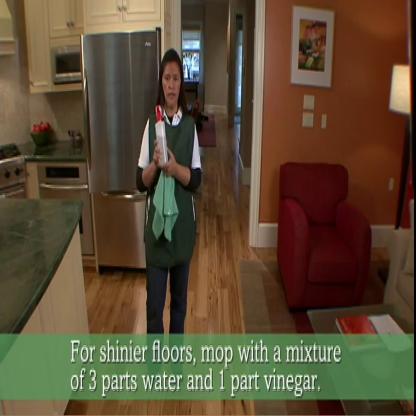 For shinier floors, mop with a mixture
of 3 parts water and 1 part vinegar.